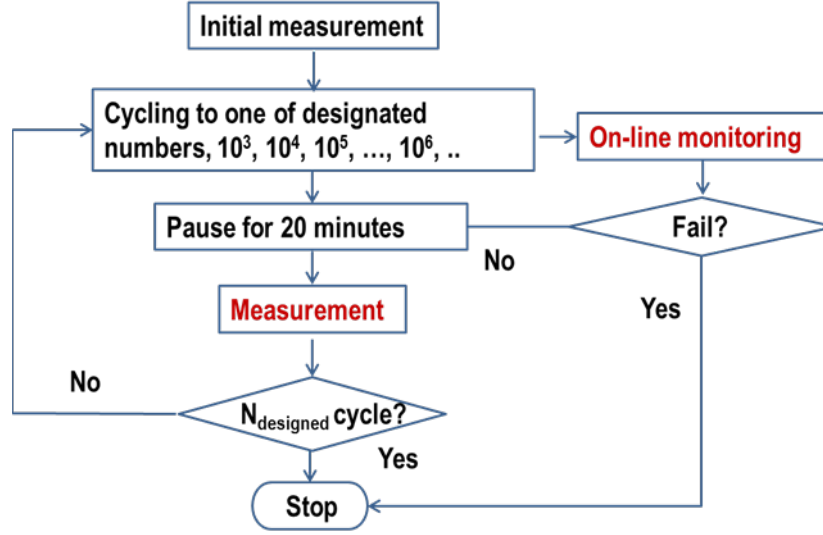 Initial measurement
Cycling to one of designated
numbers, 10³, 10⁴, 10⁵, …, 10⁶, ..
On-line monitoring
Pause for 20 minutes
Fail?
No
Measurement
Yes
No
N_designed cycle?
Yes
Stop